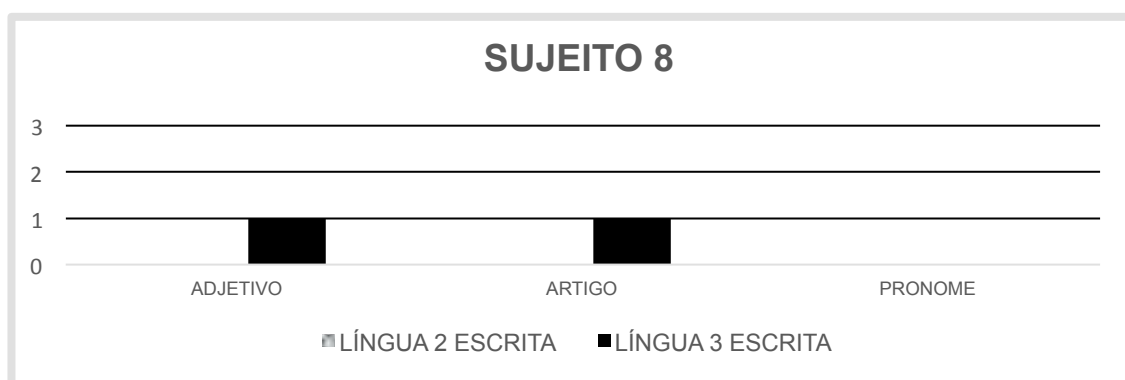 SUJEITO 8
3
2
1
0
ADJETIVO ARTIGO PRONOME
LÍNGUA 2 ESCRITA LÍNGUA 3 ESCRITA